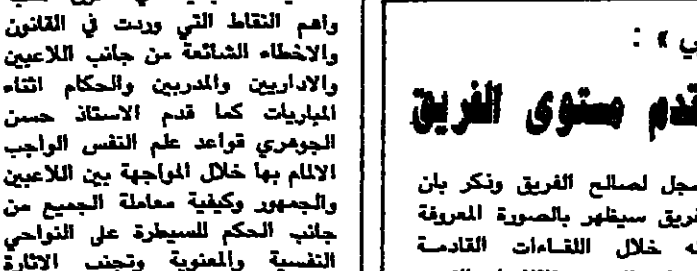 واهم النقاط التي وردت في القانون
والاخطاء الشائعة من جانب اللاعبين
والاداريين والمدربين والحكام اثناء
المباريات كما قدم الاستاذ حسن
الجوهري قواعد علم النفس الواجب
الالمام بها خلال المواجهة بين اللاعبين
والجمهور وكيفية معاملة الجميع من
جانب الحكم للسيطرة على النواحي
النفسية والمعنوية وتجنب الاثارة
ي » :
مستوى الفريق
سجل لصالح الفريق وذكر بان
فريق سيظهر بالصورة المعروفة
خلال اللقاءات القادمة